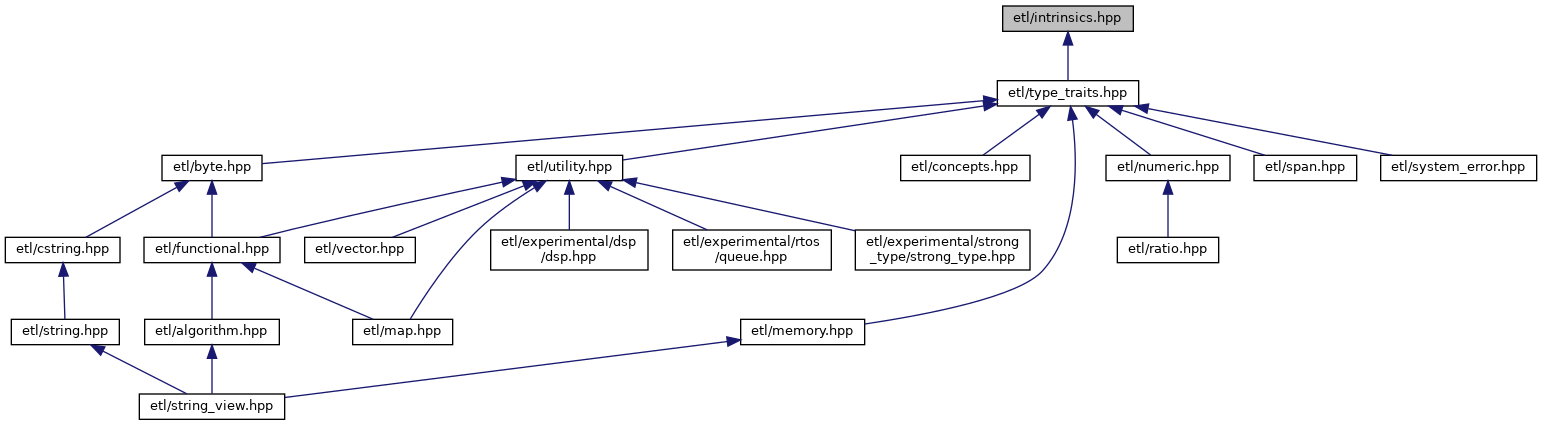 etl/intrinsics.hpp
etl/type_traits.hpp
etl/byte.hpp
etl/utility.hpp
etl/concepts.hpp
etl/numeric.hpp
etl/span.hpp
etl/system_error.hpp
etl/cstring.hpp
etl/functional.hpp
etl/vector.hpp
etl/experimental/dsp
/dsp.hpp
etl/experimental/rtos
/queue.hpp
etl/experimental/strong
_type/strong_type.hpp
etl/ratio.hpp
etl/string.hpp
etl/algorithm.hpp
etl/map.hpp
etl/memory.hpp
etl/string_view.hpp